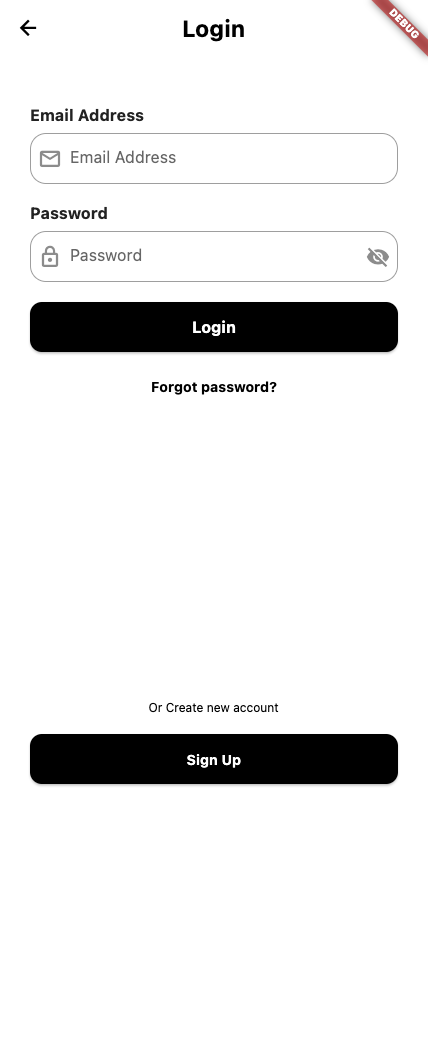 Login
DEBUG
Email Address
Email Address
Password
Password
Login
Forgot password?
Or Create new account
Sign Up